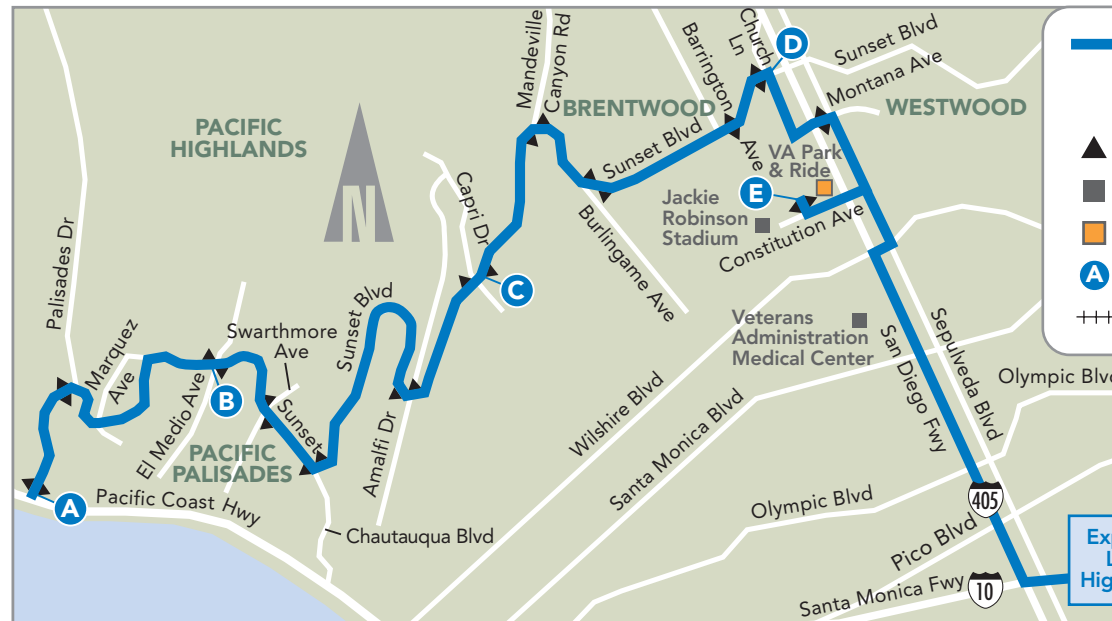 Mandeville
Canyon Rd
Barrington
Ave
Church
Ln
D
Sunset Blvd
Montana Ave
BRENTWOOD
WESTWOOD
PACIFIC
HIGHLANDS
N
Sunset Blvd
VA Park
& Ride
E
Jackie
Robinson
Stadium
Constitution Ave
Capri Dr
Burlingame Ave
C
A
Palisades Dr
Marquez
Ave
Swarthmore
Ave
Sunset Blvd
B
El Medio Ave
Sunset
Amalfi Dr
PACIFIC
PALISADES
Veterans
Administration
Medical Center
San Diego Fwy
Sepulveda Blvd
Olympic Blvd
Wilshire Blvd
Santa Monica Blvd
A
Pacific Coast Hwy
Chautauqua Blvd
Olympic Blvd
405
Pico Blvd
Santa Monica Fwy
10